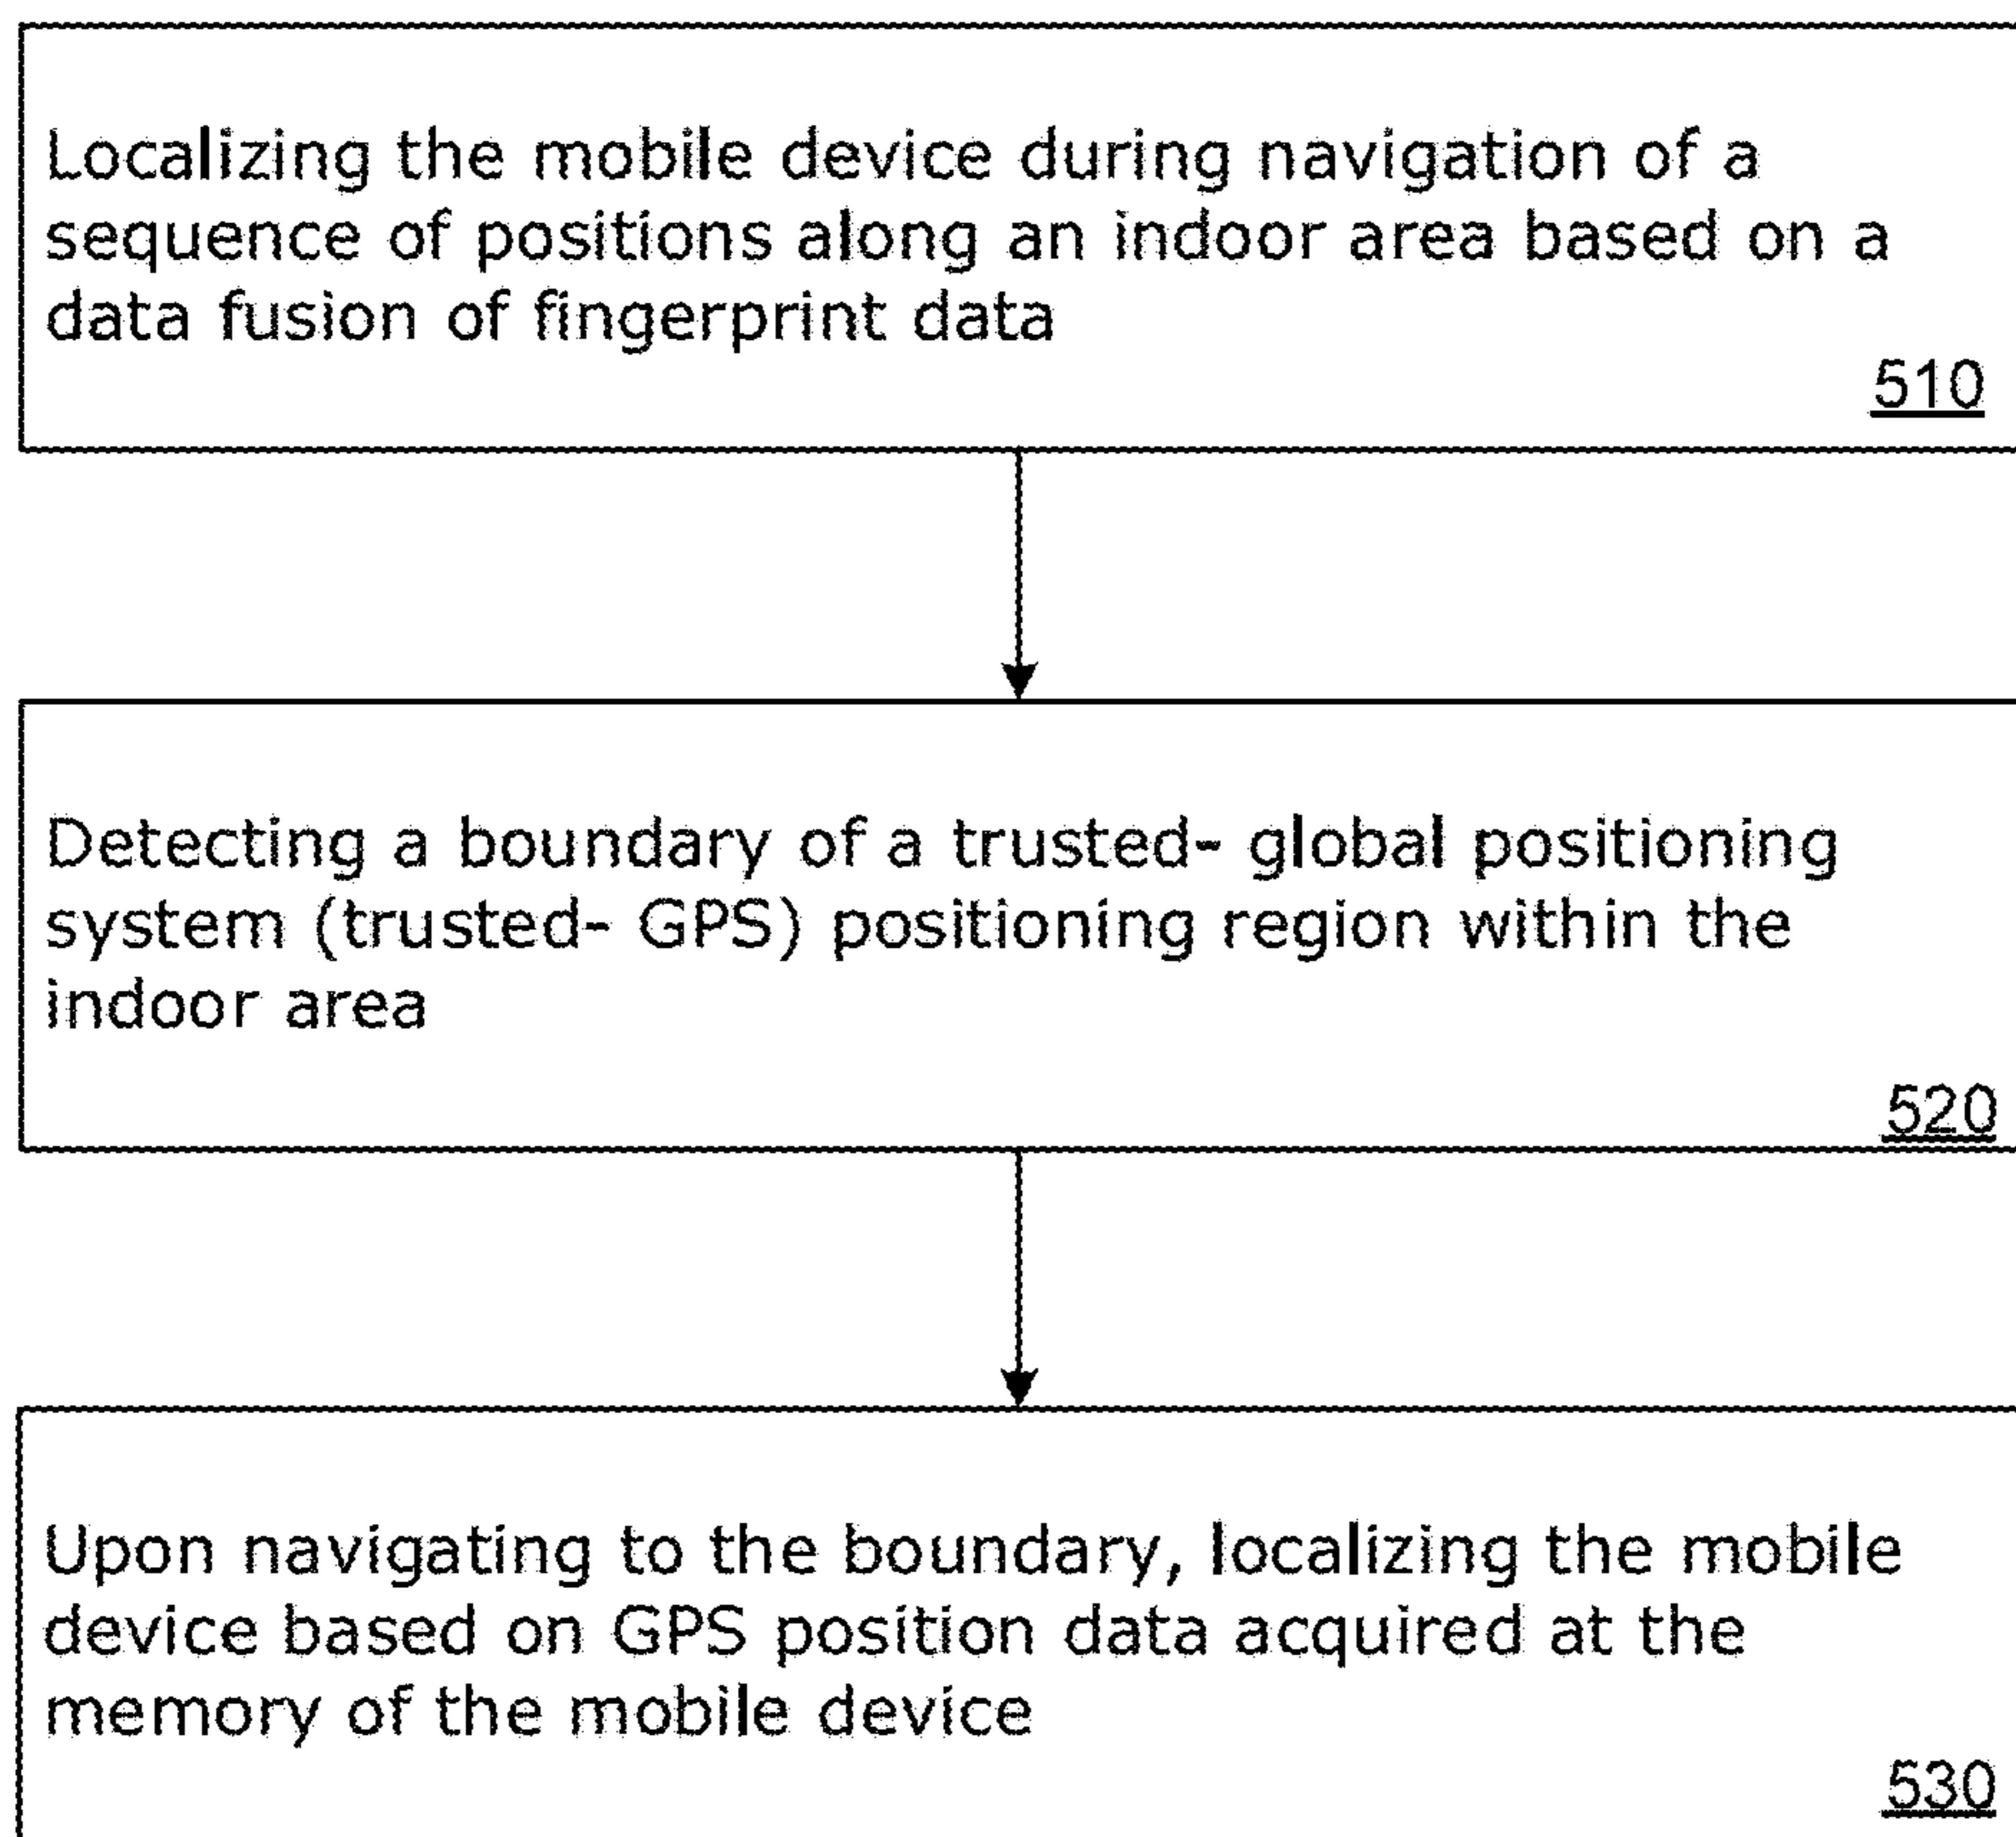 Localizing the mobile device during navigation of a
sequence of positions along an indoor area based on a
data fusion of fingerprint data
510
Detecting a boundary of a trusted- global positioning
system (trusted- GPS) positioning region within the
indoor area
520
Upon navigating to the boundary, localizing the mobile
device based on GPS position data acquired at the
memory of the mobile device
530